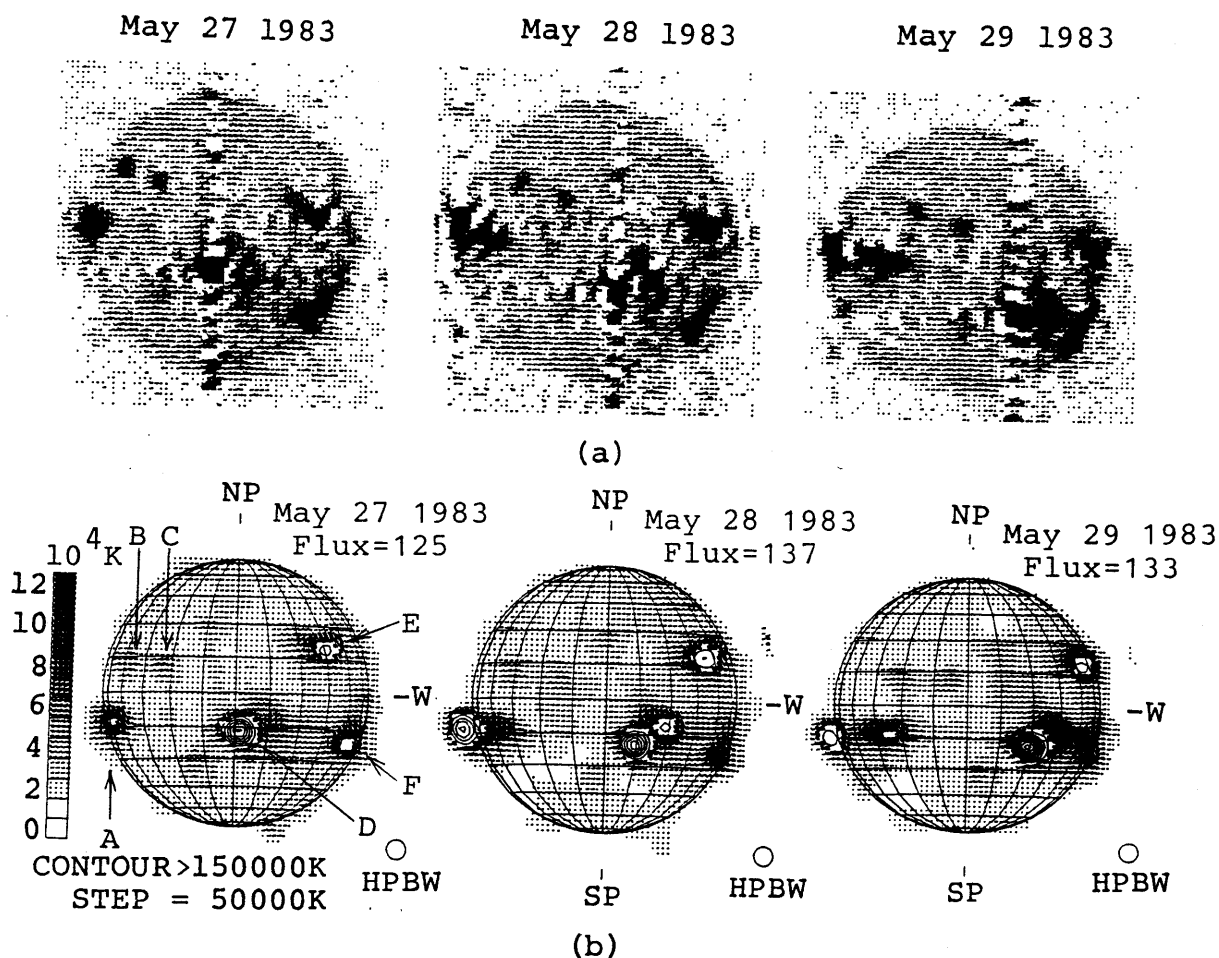 May 27 1983
May 28 1983
May 29 1983
(a)
NP
May 27 1983
Flux=125
NP
May 28 1983
Flux=137
NP
May 29 1983
Flux=133
10⁴K
B
C
12
10
8
6
4
2
0
E
-W
F
D
A
-W
-W
CONTOUR>150000K
STEP = 50000K
HPBW
SP
HPBW
SP
HPBW
(b)